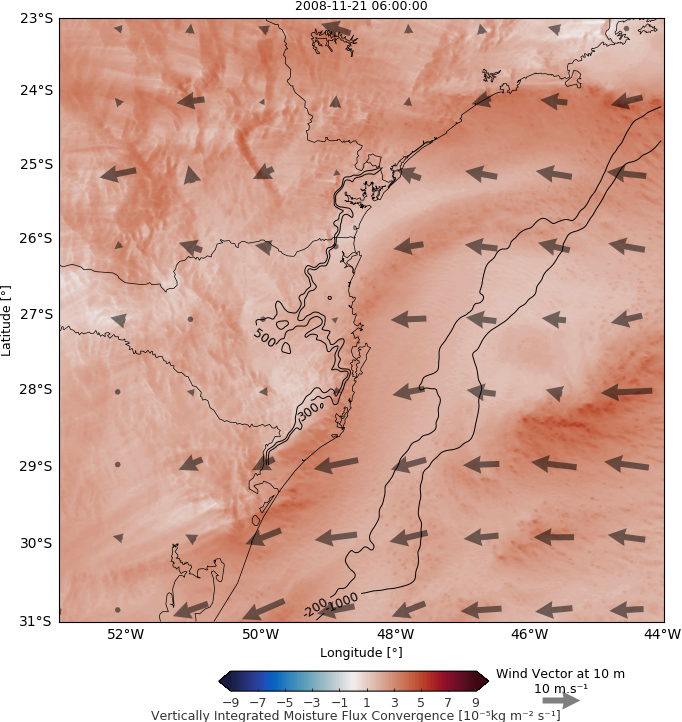 2008-11-21 06:00:00
23°S
24°S
25°S
26°S
27°S
28°S
29°S
30°S
31°S
Latitude [°]
500
300
-200
-1000
52°W 50°W 48°W 46°W 44°W
Longitude [°]
−9 −7 −5 −3 −1 1 3 5 7 9
Wind Vector at 10 m
10 m.s⁻¹
Vertically Integrated Moisture Flux Convergence [10⁻⁵kg m⁻² s⁻¹]